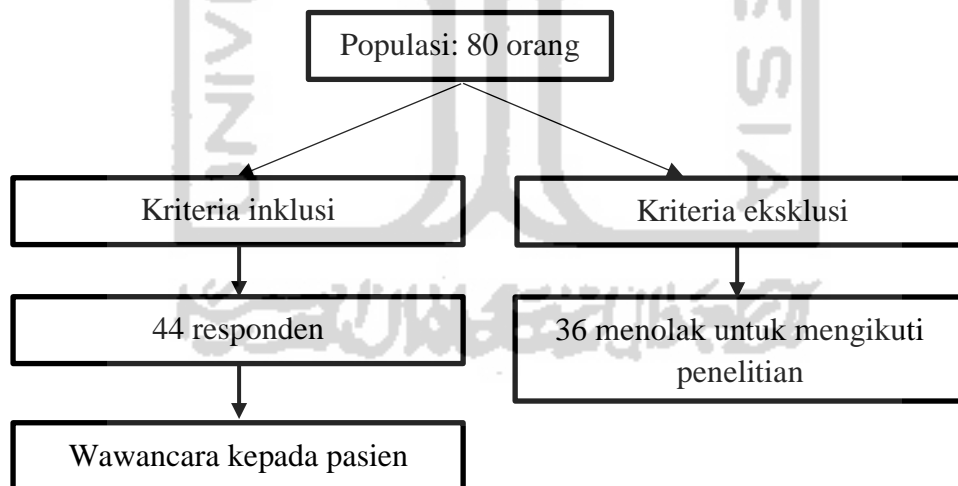 Populasi: 80 orang
Kriteria inklusi
Kriteria eksklusi
44 responden
36 menolak untuk mengikuti
penelitian
Wawancara kepada pasien